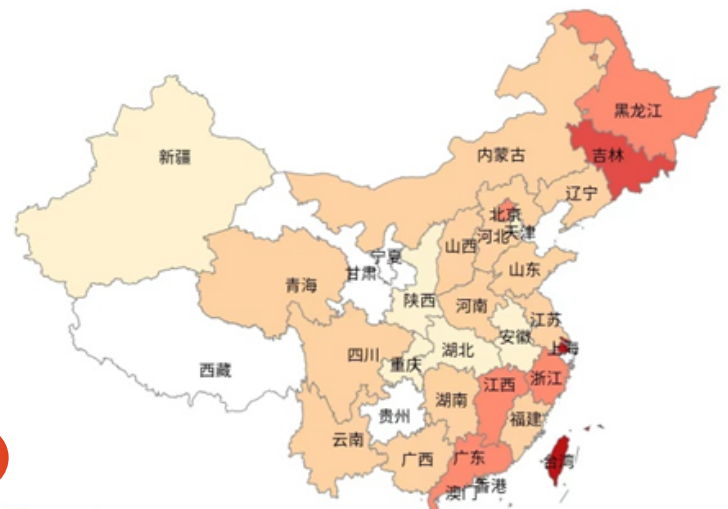 黑龙江
内蒙古
吉林
新疆
辽宁
北京
天津
河北
山西
宁夏
甘肃
山东
青海
陕西
河南
江苏
安徽
上海
湖北
四川
重庆
西藏
浙江
江西
湖南
贵州
福建
云南
广西
广东
台湾
香港
澳门